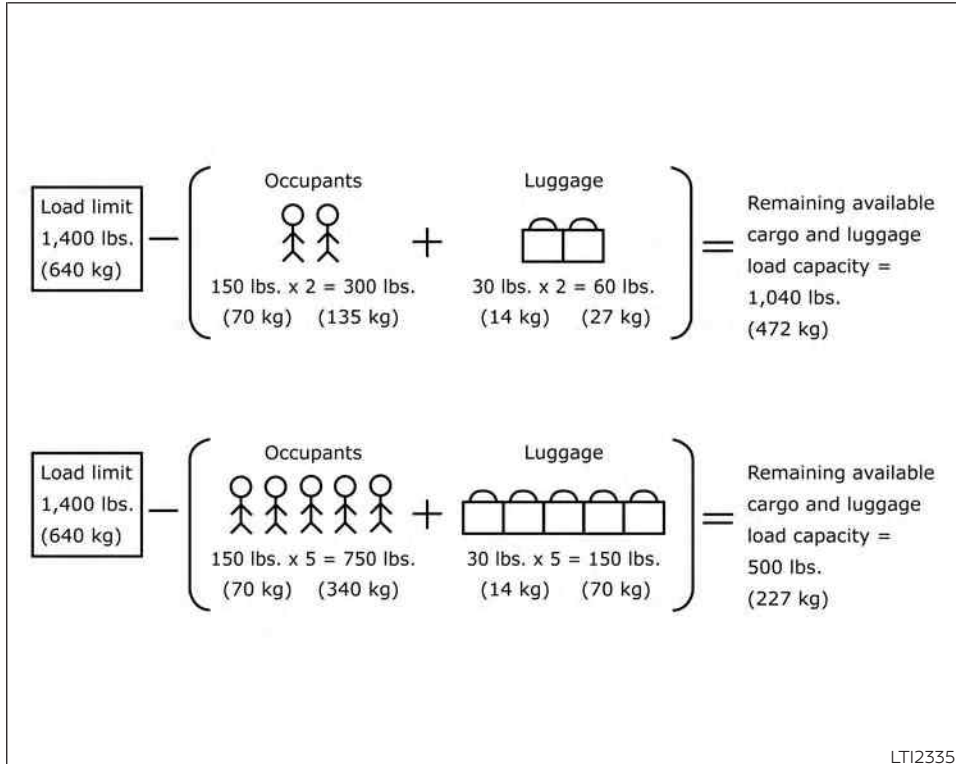 Load limit
1,400 lbs.
(640 kg)
—
Occupants
150 lbs. x 2 = 300 lbs.
(70 kg) (135 kg)
+
Luggage
30 lbs. x 2 = 60 lbs.
(14 kg) (27 kg)
=
Remaining available
cargo and luggage
load capacity =
1,040 lbs.
(472 kg)
Load limit
1,400 lbs.
(640 kg)
—
Occupants
150 lbs. x 5 = 750 lbs.
(70 kg) (340 kg)
+
Luggage
30 lbs. x 5 = 150 lbs.
(14 kg) (70 kg)
=
Remaining available
cargo and luggage
load capacity =
500 lbs.
(227 kg)
LTI2335